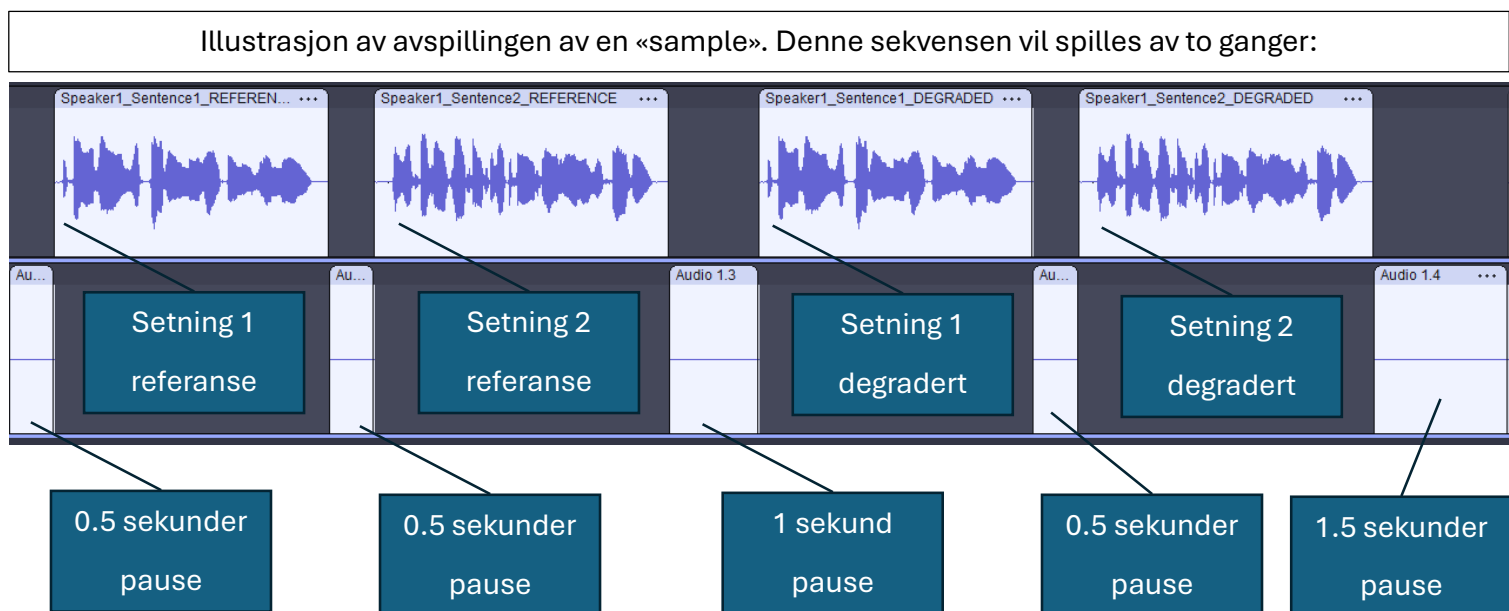 Illustrasjon av avspillingen av en «sample». Denne sekvensen vil spilles av to ganger:
Speaker1_Sentence1_REFEREN... ···
Speaker1_Sentence2_REFERENCE ···
Speaker1_Sentence1_DEGRADED ···
Speaker1_Sentence2_DEGRADED ···
Au...
Au...
Audio 1.3
Au...
Audio 1.4 ···
Setning 1
referanse
Setning 2
referanse
Setning 1
degradert
Setning 2
degradert
0.5 sekunder
pause
0.5 sekunder
pause
1 sekund
pause
0.5 sekunder
pause
1.5 sekunder
pause